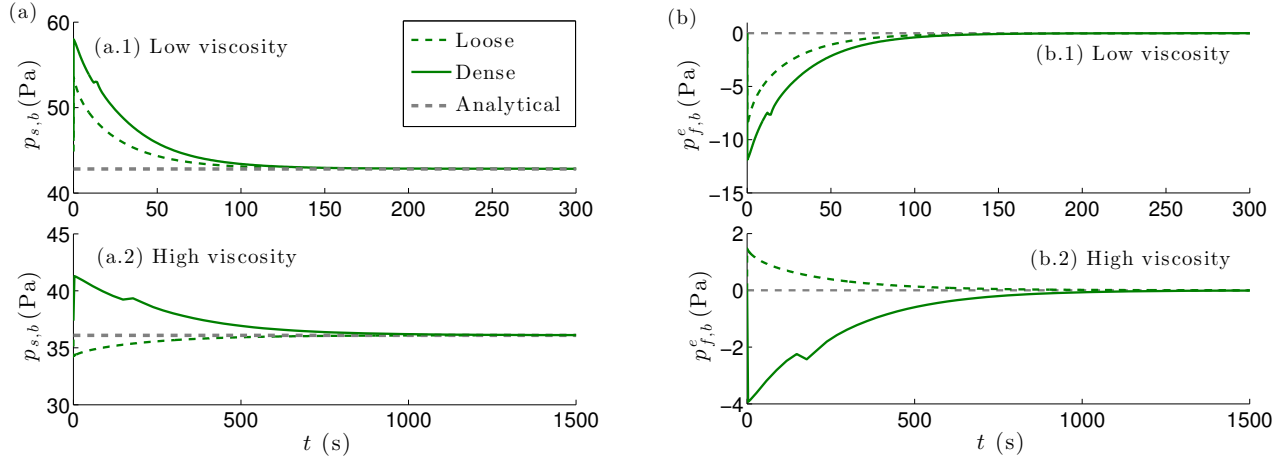 (a)
60
50
40
p_{s,b} (Pa)
(a.1) Low viscosity
Loose
Dense
Analytical
0 50 100 150 200 250 300
45
40
35
30
p_{s,b} (Pa)
(a.2) High viscosity
0 500 1000 1500
t (s)
(b)
0
−5
−10
−15
p^e_{f,b} (Pa)
(b.1) Low viscosity
0 50 100 150 200 250 300
2
0
−2
−4
p^e_{f,b} (Pa)
(b.2) High viscosity
0 500 1000 1500
t (s)